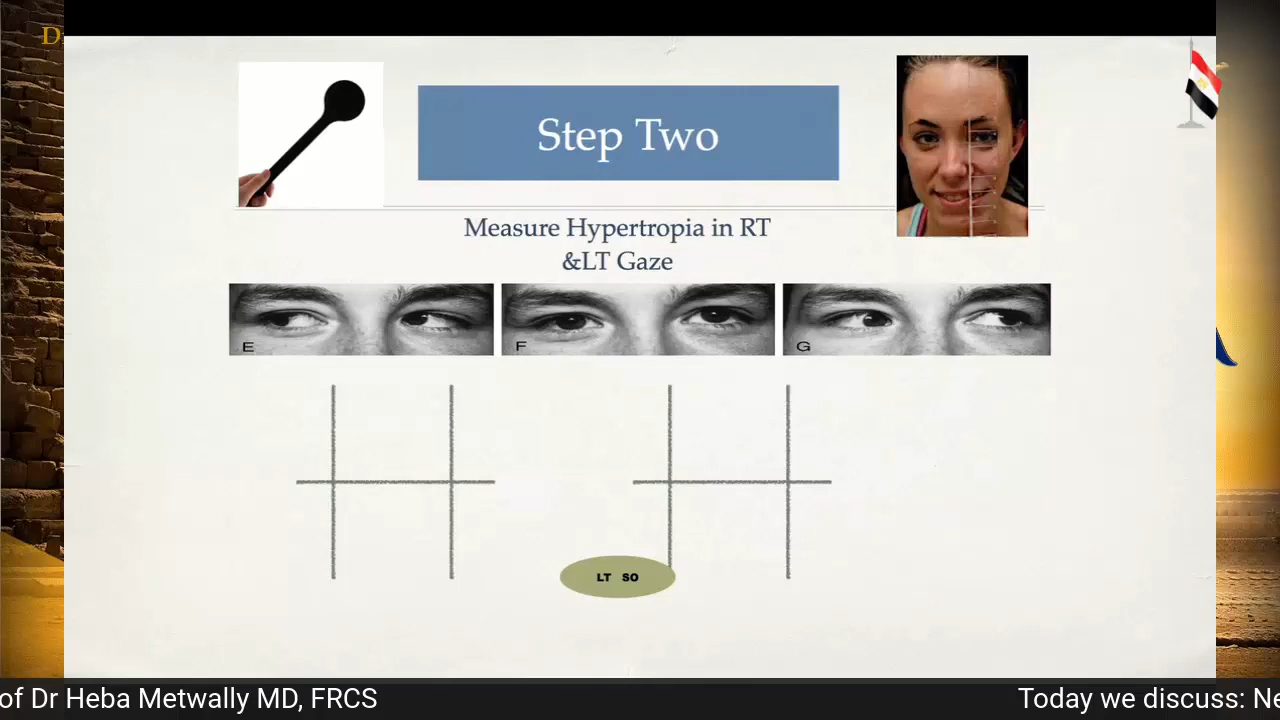 D
Step Two
Measure Hypertropia in RT
&LT Gaze
E
F
G
LT SO
of Dr Heba Metwally MD, FRCS
Today we discuss: Ne